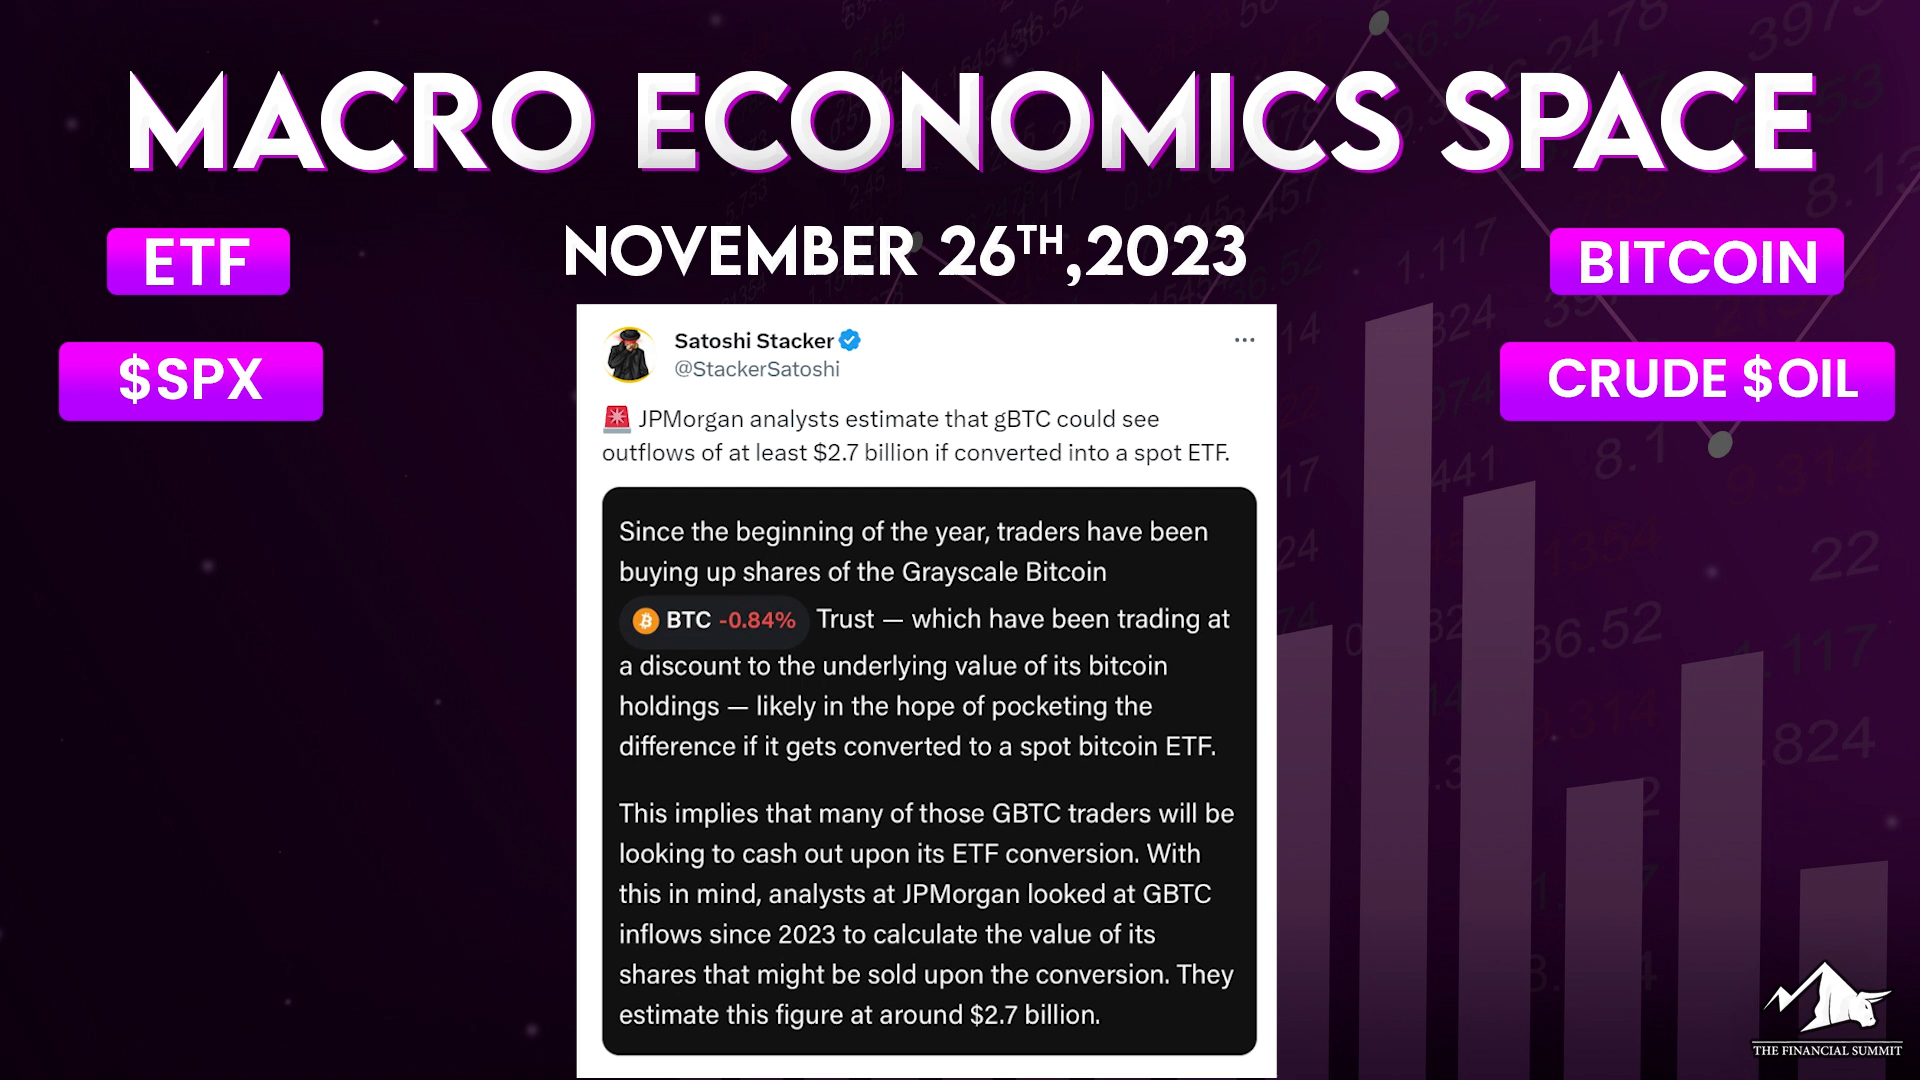 MACRO ECONOMICS SPACE
ETF
NOVEMBER 26TH,2023
BITCOIN
$SPX
CRUDE $OIL
Satoshi Stacker
@StackerSatoshi
🚨 JPMorgan analysts estimate that gBTC could see
outflows of at least $2.7 billion if converted into a spot ETF.
Since the beginning of the year, traders have been
buying up shares of the Grayscale Bitcoin
BTC -0.84% Trust — which have been trading at
a discount to the underlying value of its bitcoin
holdings — likely in the hope of pocketing the
difference if it gets converted to a spot bitcoin ETF.
This implies that many of those GBTC traders will be
looking to cash out upon its ETF conversion. With
this in mind, analysts at JPMorgan looked at GBTC
inflows since 2023 to calculate the value of its
shares that might be sold upon the conversion. They
estimate this figure at around $2.7 billion.
THE FINANCIAL SUMMIT